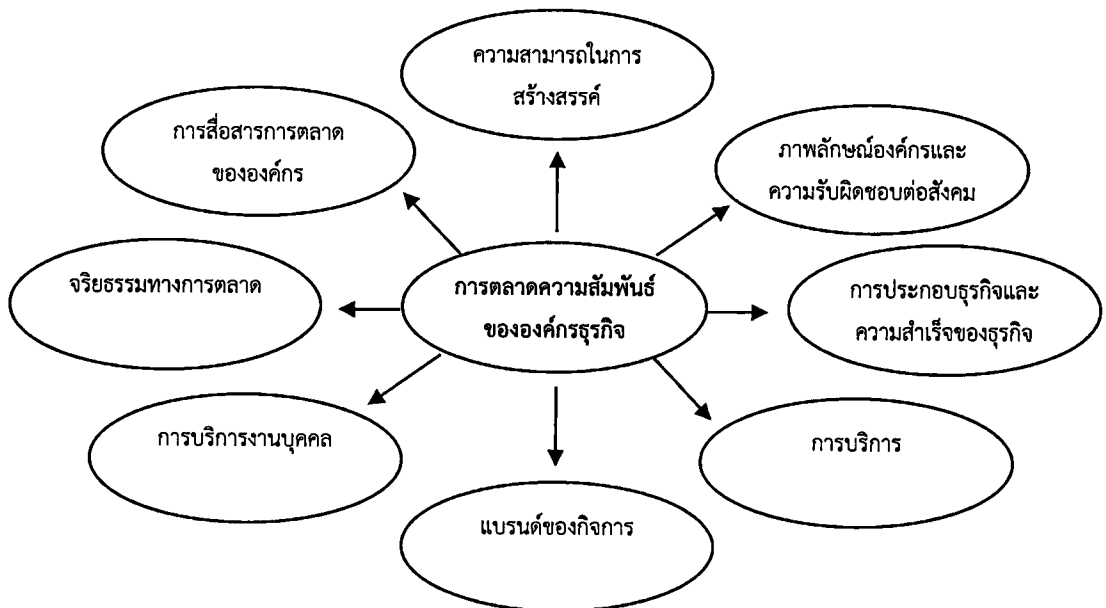 ความสามารถในการ
สร้างสรรค์
การสื่อสารการตลาด
ขององค์กร
ภาพลักษณ์องค์กรและ
ความรับผิดชอบต่อสังคม
จริยธรรมทางการตลาด
การตลาดความสัมพันธ์
ขององค์กรธุรกิจ
การประกอบธุรกิจและ
ความสำเร็จของธุรกิจ
การบริการงานบุคคล
การบริการ
แบรนด์ของกิจการ